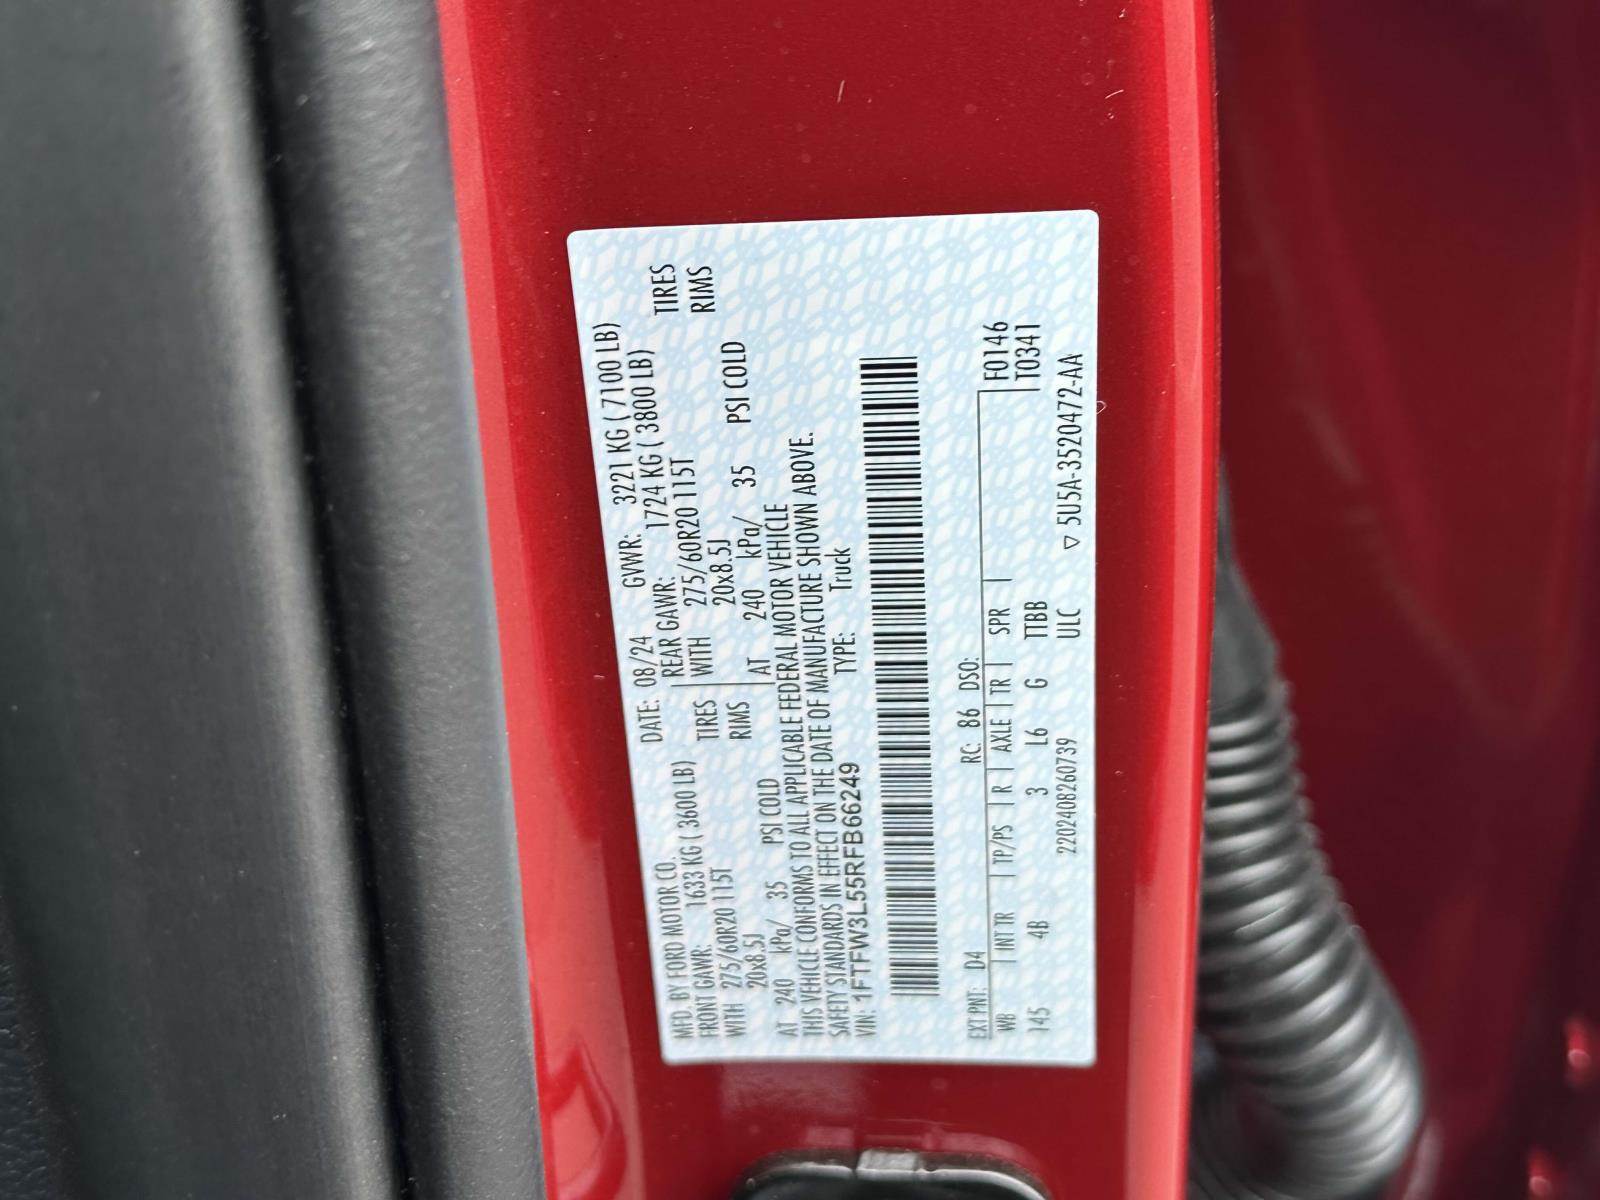 MFD. BY FORD MOTOR CO. DATE: 08/24 GVWR: 3221 KG ( 7100 LB)
FRONT GAWR: 1633 KG ( 3600 LB) REAR GAWR: 1724 KG ( 3800 LB)
WITH 275/60R20 115T TIRES WITH 275/60R20 115T TIRES
20x8.5J RIMS 20x8.5J RIMS
AT 240 kPa/ 35 PSI COLD AT 240 kPa/ 35 PSI COLD
THIS VEHICLE CONFORMS TO ALL APPLICABLE FEDERAL MOTOR VEHICLE
SAFETY STANDARDS IN EFFECT ON THE DATE OF MANUFACTURE SHOWN ABOVE.
VIN: 1FTFW3L55RFB66249 TYPE: Truck
EXT PNT: D4 RC: 86 DSO: F0146
WB INT TR TP/PS R AXLE TR SPR T0341
145 4B 3 L6 G TTBB
2202408260739 ULC ▽ 5U5A-3520472-AA